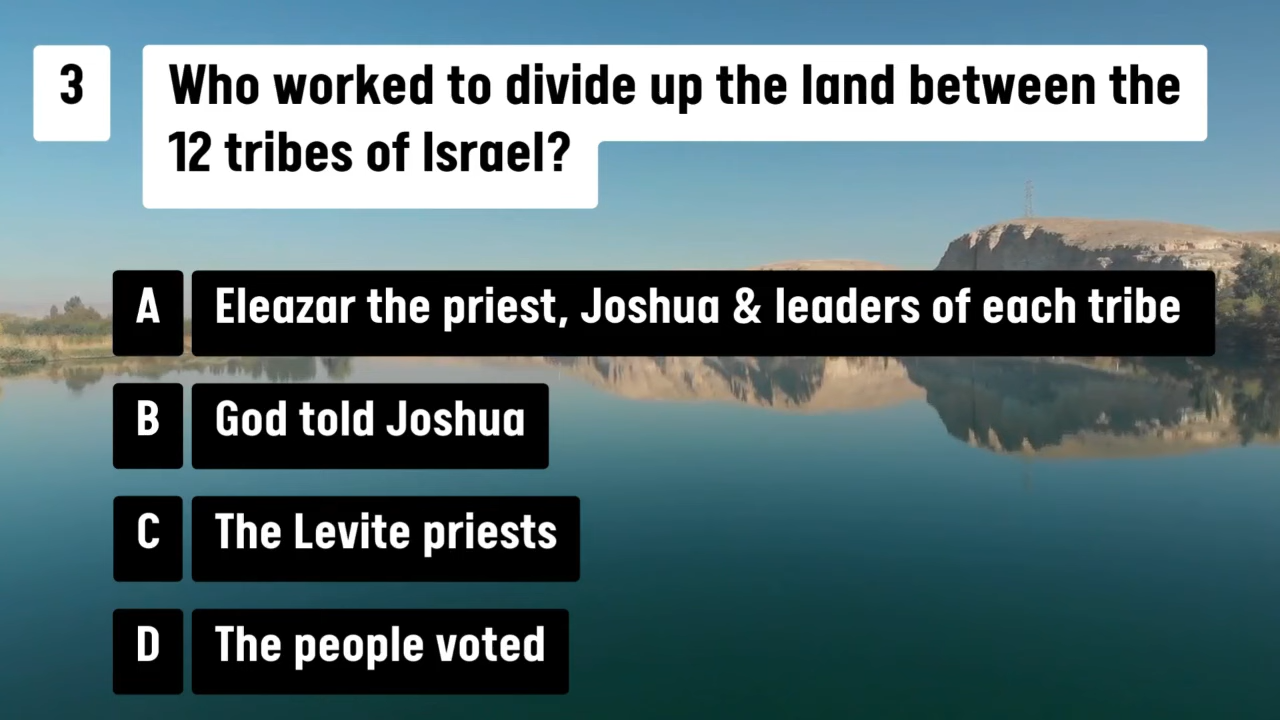 3
Who worked to divide up the land between the
12 tribes of Israel?
A Eleazar the priest, Joshua & leaders of each tribe
B God told Joshua
C The Levite priests
D The people voted